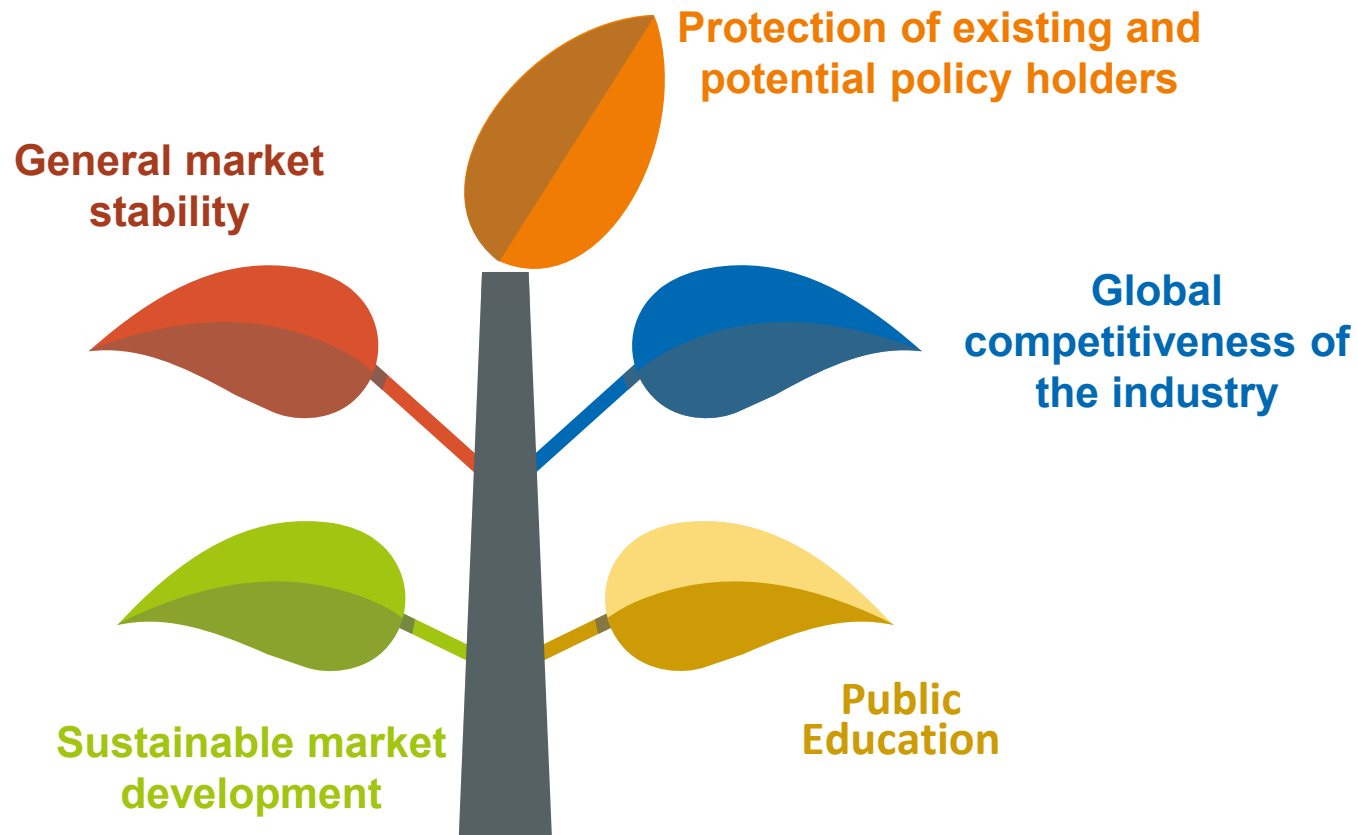 Protection of existing and
potential policy holders
General market
stability
Global
competitiveness of
the industry
Public
Education
Sustainable market
development